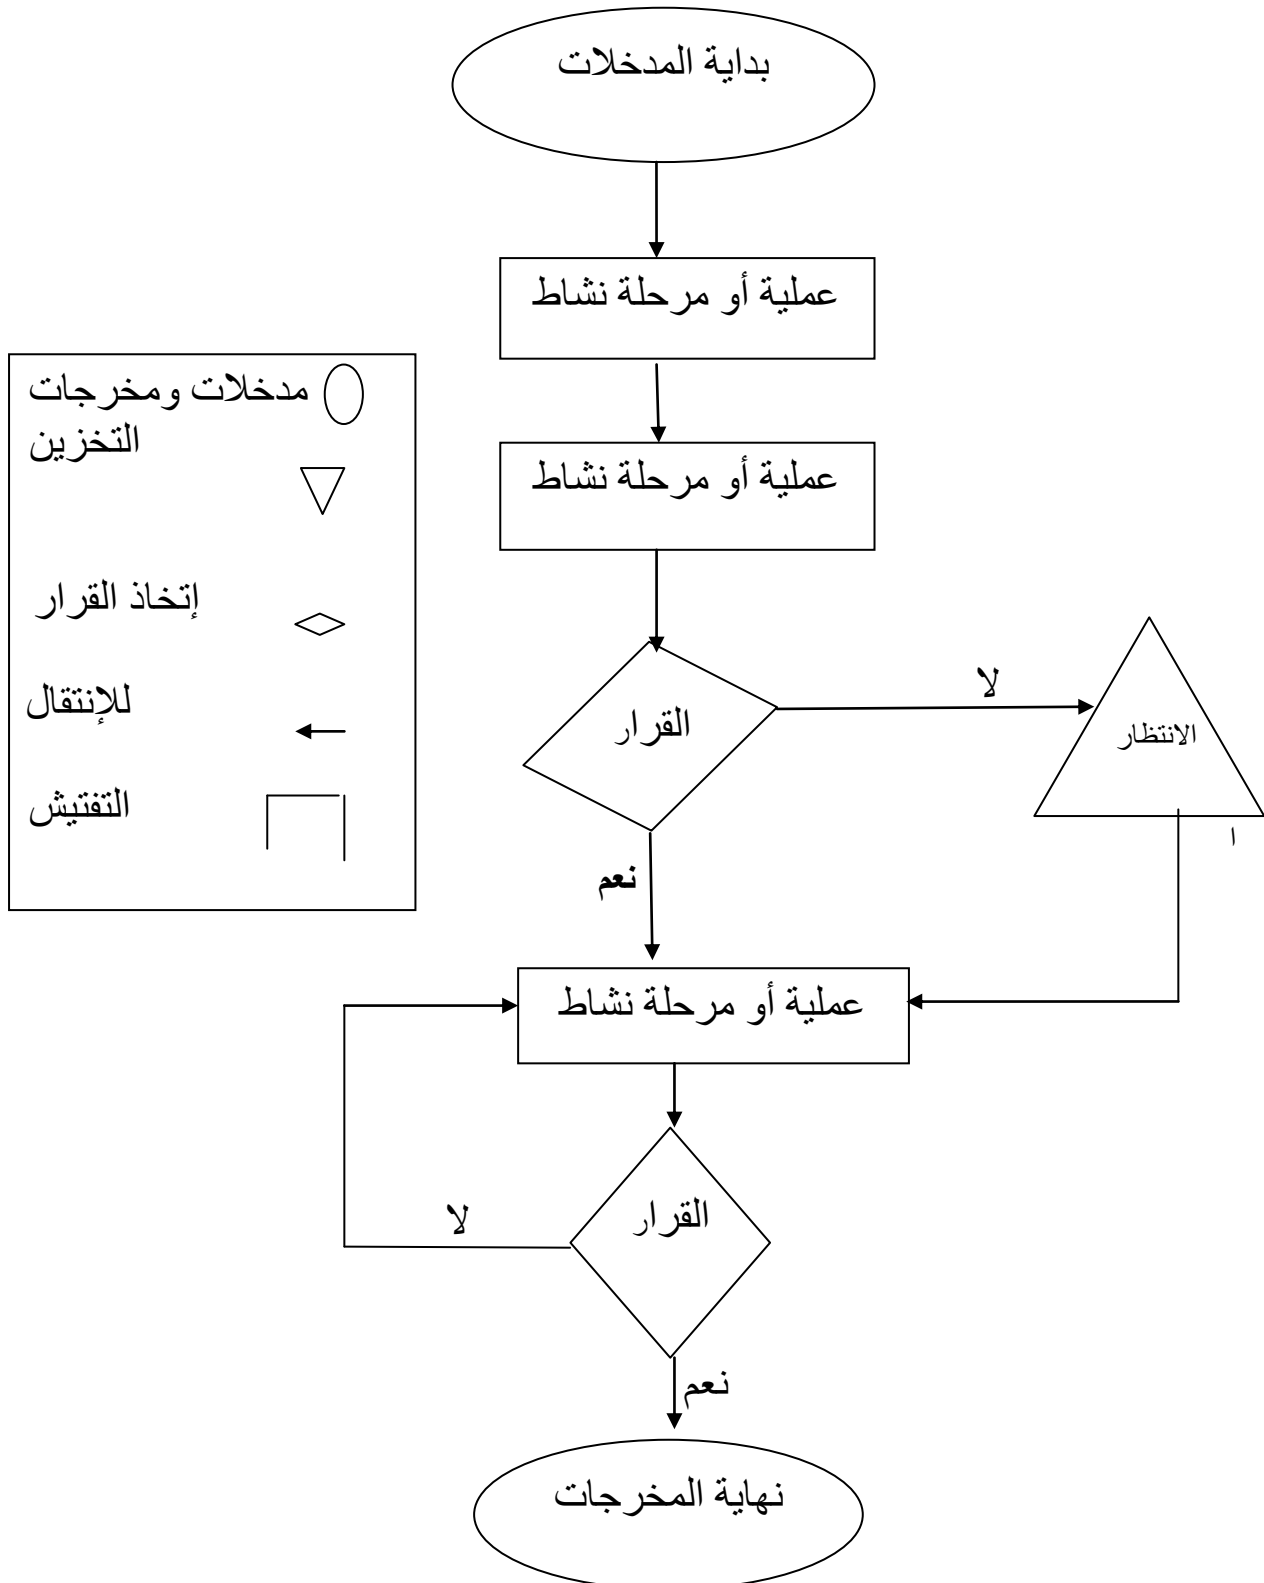 بداية المدخلات
عملية أو مرحلة نشاط
عملية أو مرحلة نشاط
مدخلات ومخرجات
التخزين
إتخاذ القرار
للإنتقال
التفتيش
القرار
لا
الانتظار
ا
نعم
عملية أو مرحلة نشاط
القرار
لا
نعم
نهاية المخرجات